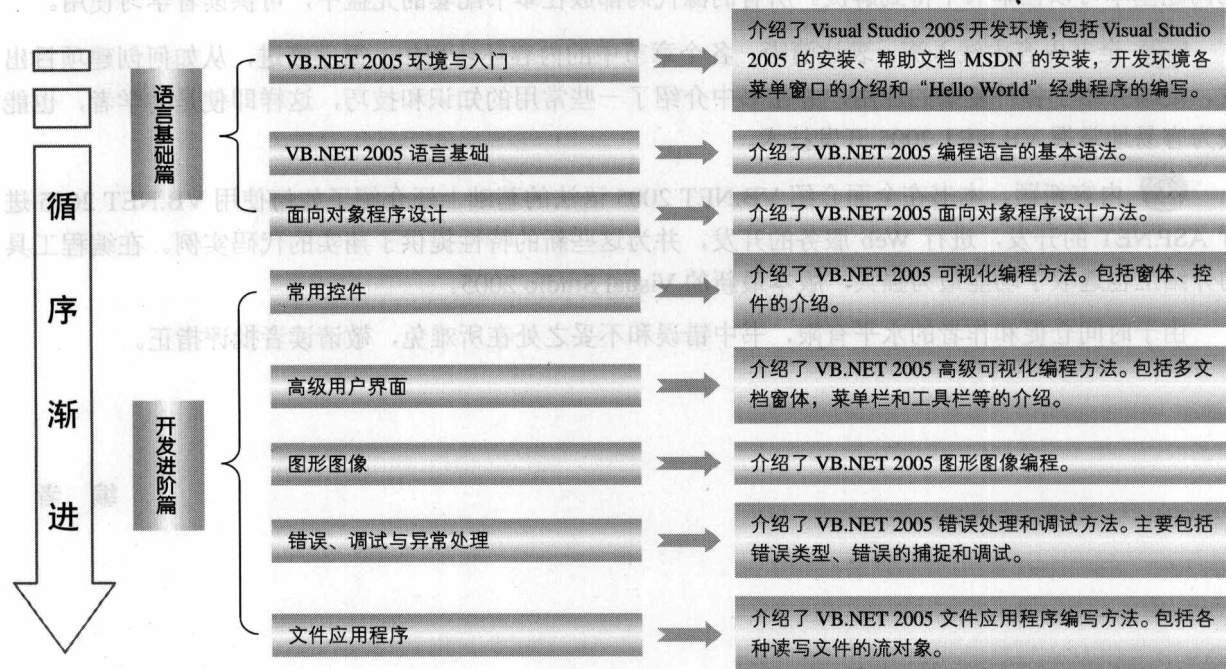 循序渐进
语言基础篇
VB.NET 2005 环境与入门
介绍了 Visual Studio 2005 开发环境,包括 Visual Studio
2005 的安装、帮助文档 MSDN 的安装，开发环境各
菜单窗口的介绍和“Hello World”经典程序的编写。
VB.NET 2005 语言基础
介绍了 VB.NET 2005 编程语言的基本语法。
面向对象程序设计
介绍了 VB.NET 2005 面向对象程序设计方法。
开发进阶篇
常用控件
介绍了 VB.NET 2005 可视化编程方法。包括窗体、控
件的介绍。
高级用户界面
介绍了 VB.NET 2005 高级可视化编程方法。包括多文
档窗体，菜单栏和工具栏等的介绍。
图形图像
介绍了 VB.NET 2005 图形图像编程。
错误、调试与异常处理
介绍了 VB.NET 2005 错误处理和调试方法。主要包括
错误类型、错误的捕捉和调试。
文件应用程序
介绍了 VB.NET 2005 文件应用程序编写方法。包括各
种读写文件的流对象。